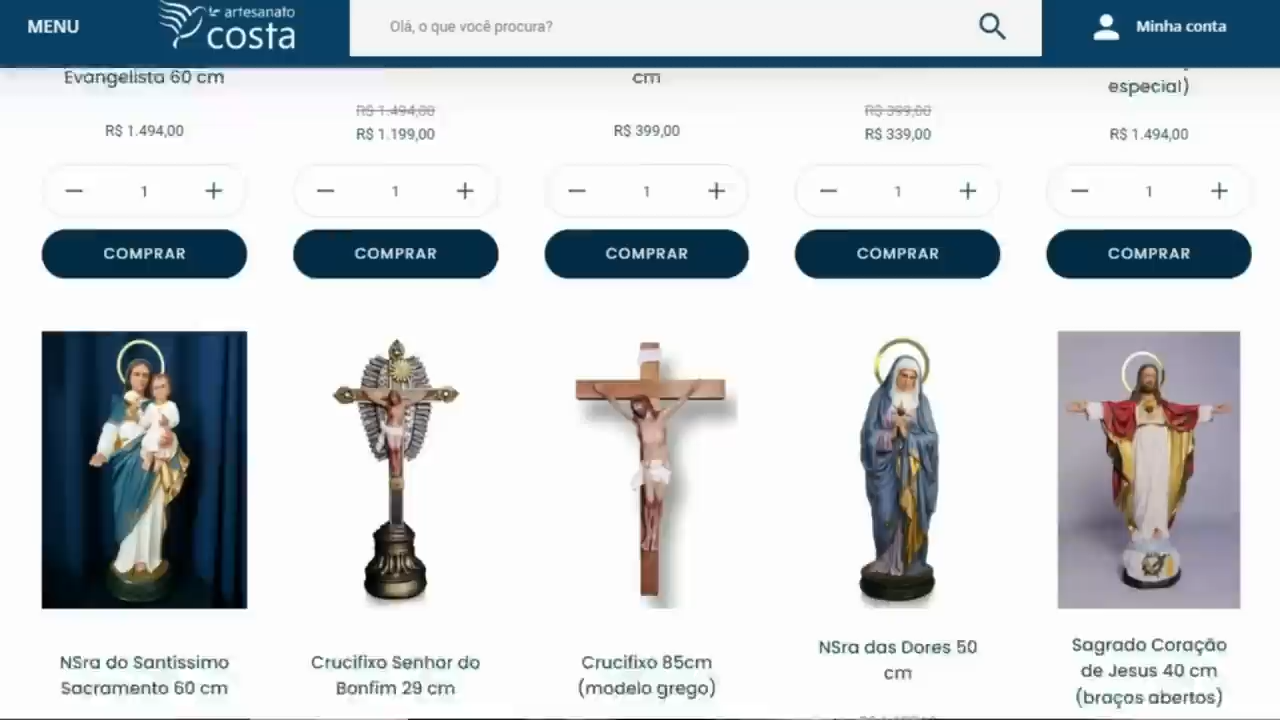 MENU
artesanato
costa
Olá, o que você procura?
Minha conta
Evangelista 60 cm
cm
especial)
R$ 1.494,00
R$ 1.494,00
R$ 1.199,00
R$ 399,00
R$ 399,00
R$ 339,00
R$ 1.494,00
1
1
1
1
1
COMPRAR
COMPRAR
COMPRAR
COMPRAR
COMPRAR
NSra do Santíssimo
Sacramento 60 cm
Crucifixo Senhor do
Bonfim 29 cm
Crucifixo 85cm
(modelo grego)
NSra das Dores 50
cm
Sagrado Coração
de Jesus 40 cm
(braços abertos)